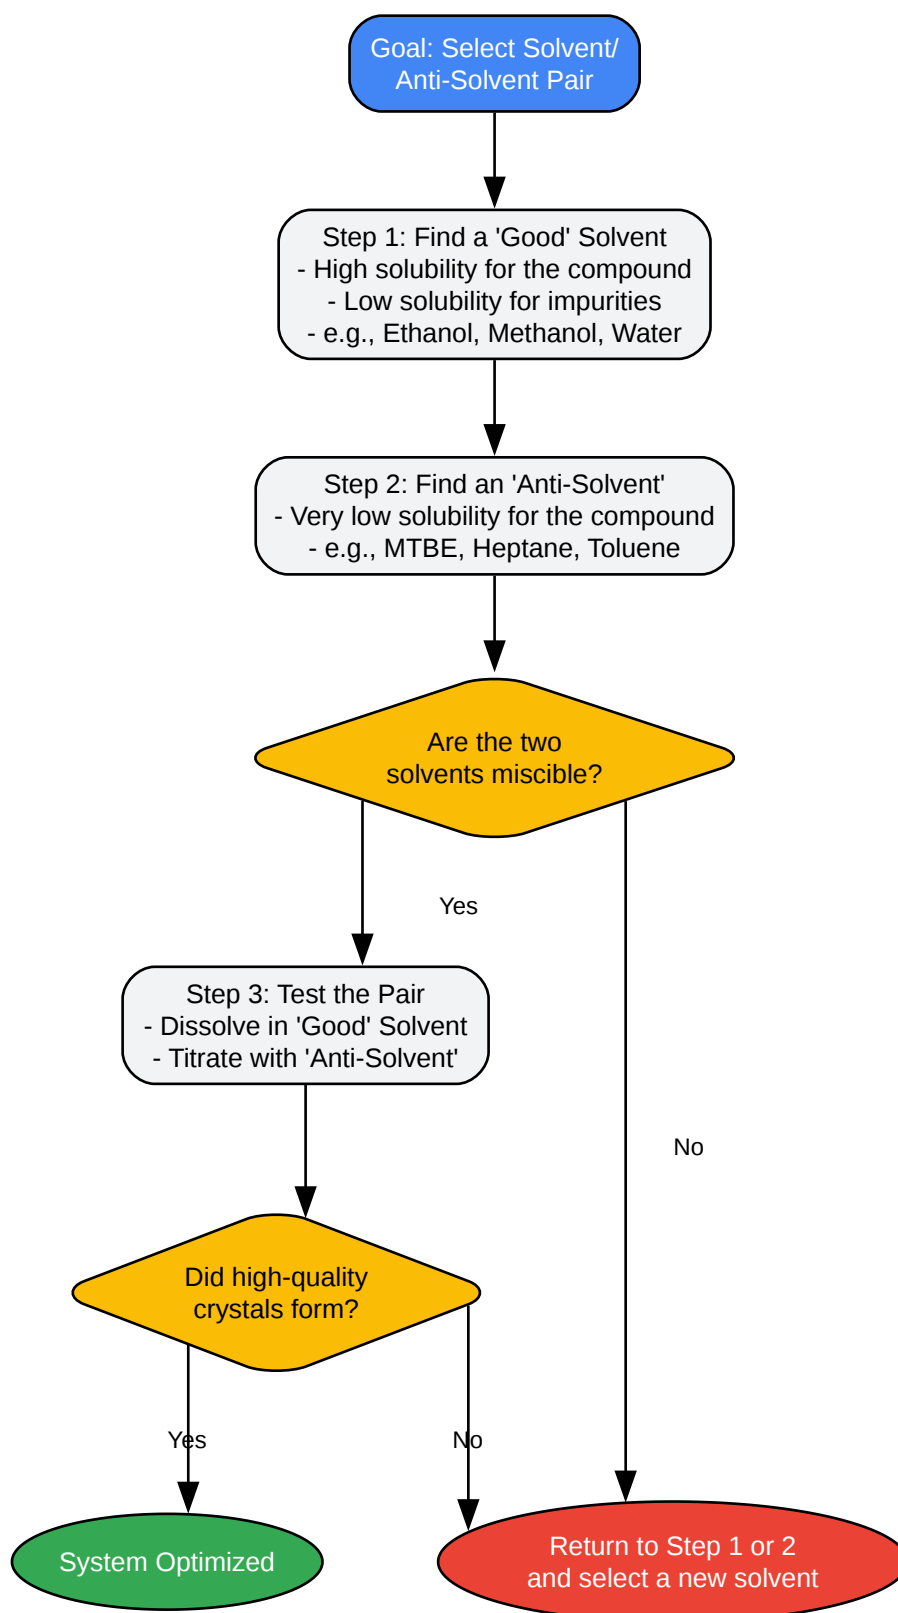 Goal: Select Solvent/
Anti-Solvent Pair
Step 1: Find a 'Good' Solvent
- High solubility for the compound
- Low solubility for impurities
- e.g., Ethanol, Methanol, Water
Step 2: Find an 'Anti-Solvent'
- Very low solubility for the compound
- e.g., MTBE, Heptane, Toluene
Are the two
solvents miscible?
Yes
Step 3: Test the Pair
- Dissolve in 'Good' Solvent
- Titrate with 'Anti-Solvent'
No
Did high-quality
crystals form?
Yes
No
System Optimized
Return to Step 1 or 2
and select a new solvent